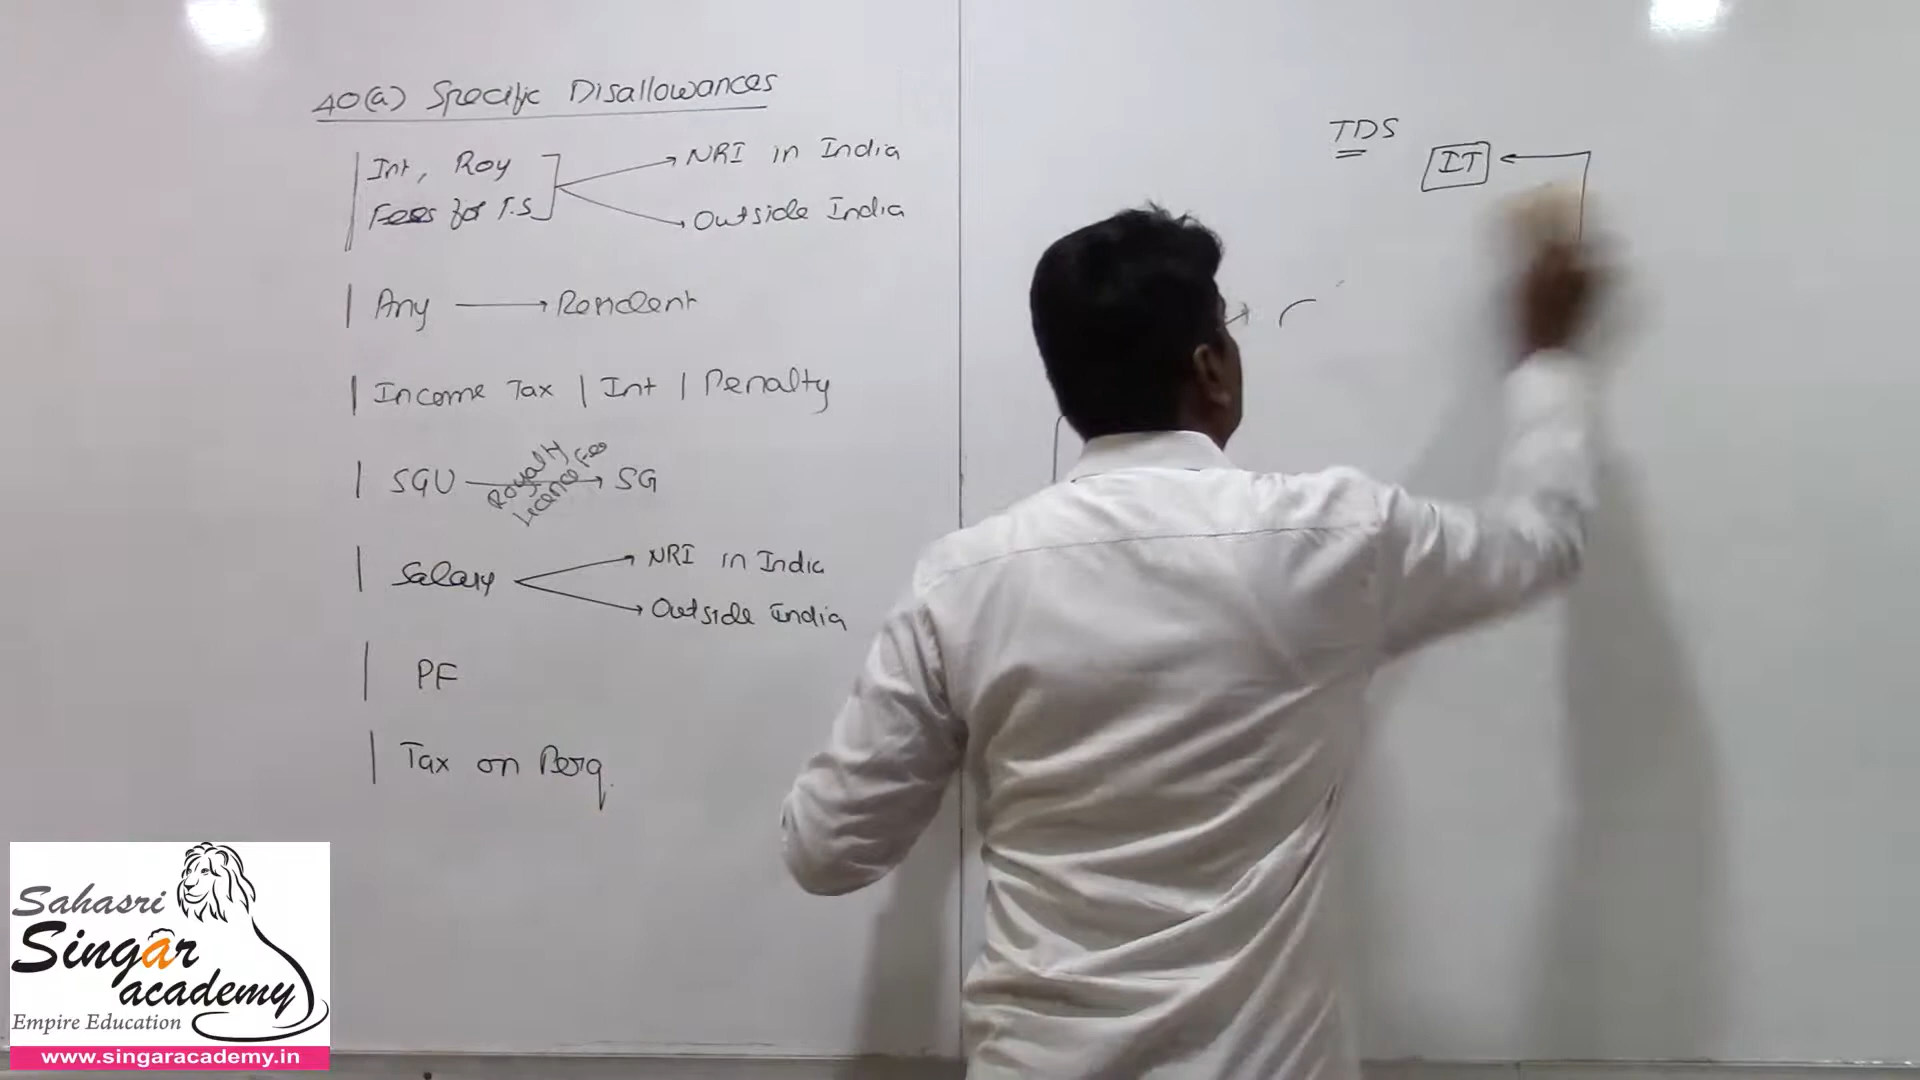 40(a) Specific Disallowances
Int, Roy
Fees for T.S
NRI in India
Outside India
Any → Resident
Income Tax | Int | Penalty
SGU → SG
Royalty
Licence Fee
Salary
NRI in India
Outside India
PF
Tax on Perq.
TDS
IT
Sahasri
Singar
academy
Empire Education
www.singaracademy.in